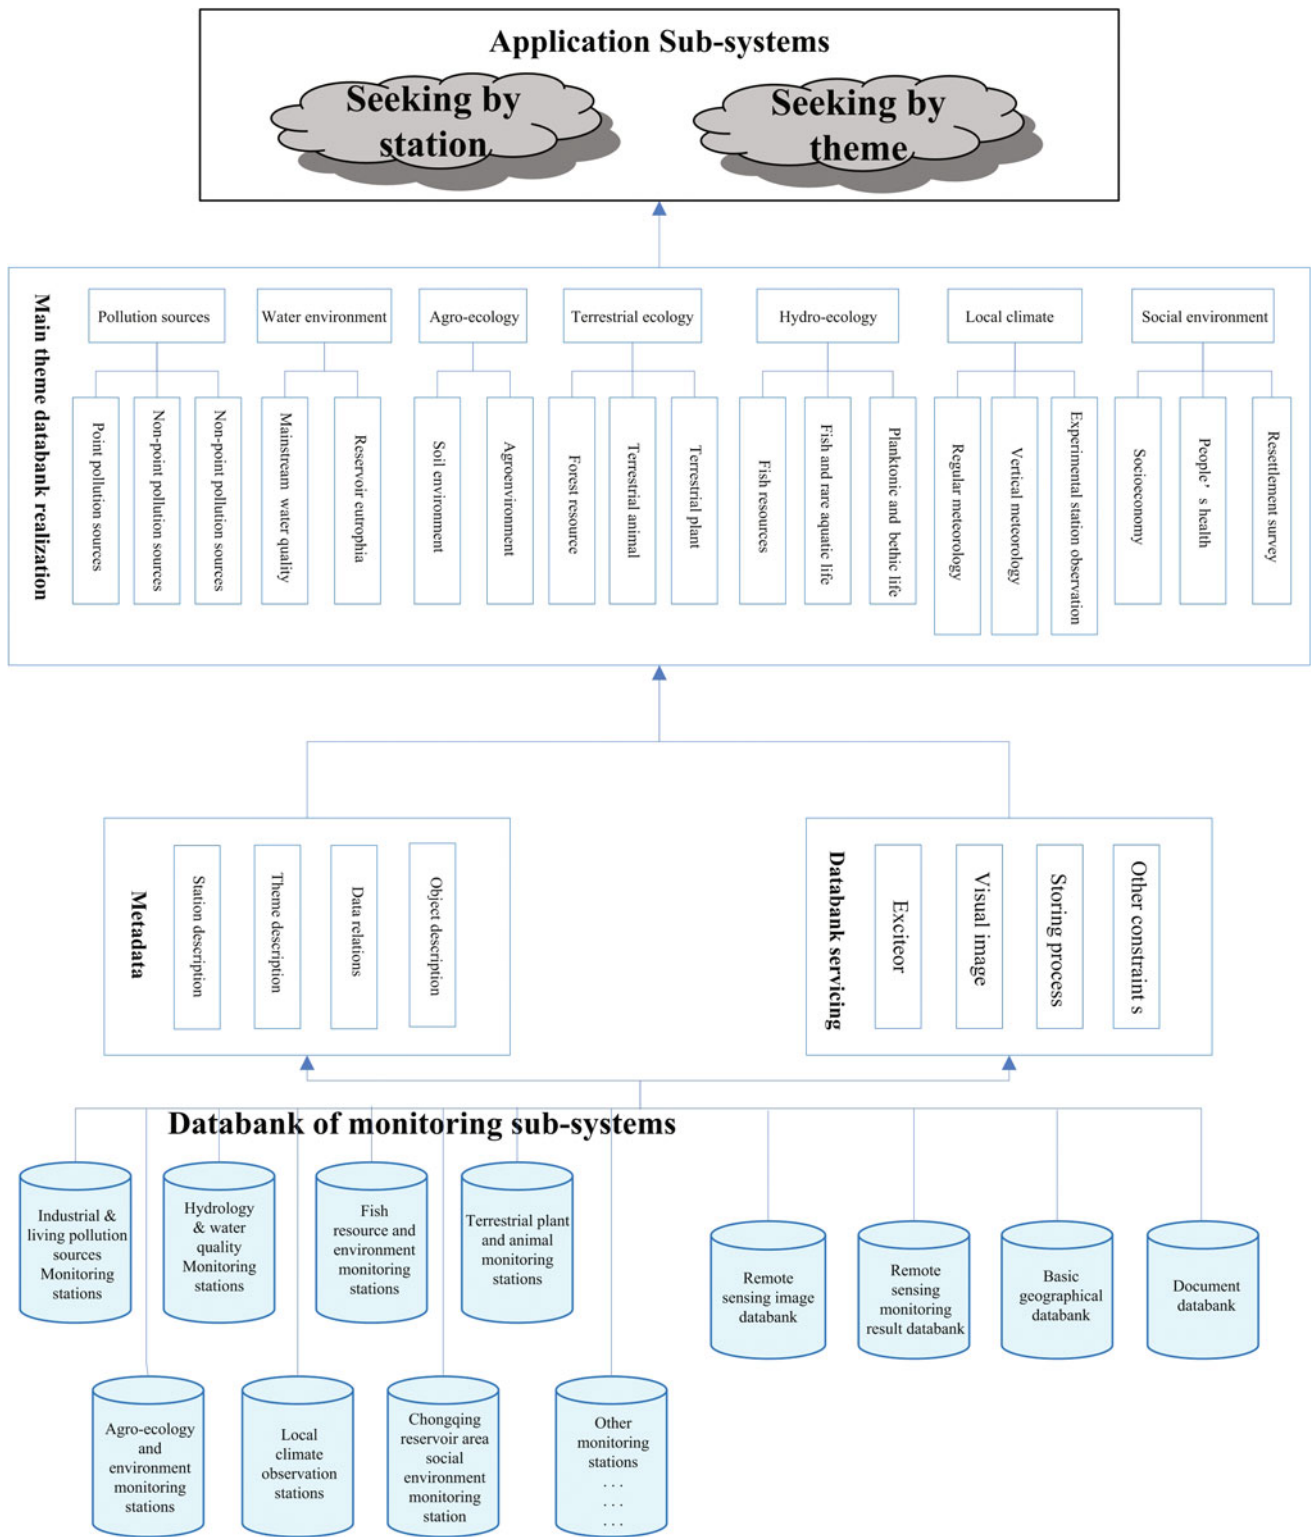 Application Sub-systems
Seeking by
station
Seeking by
theme
Main theme databank realization
Pollution sources
Water environment
Agro-ecology
Terrestrial ecology
Hydro-ecology
Local climate
Social environment
Point pollution sources
Non-point pollution sources
Non-point pollution sources
Mainstream water quality
Reservoir eutrophia
Soil environment
Agroenvironment
Forest resource
Terrestrial animal
Terrestrial plant
Fish resources
Fish and rare aquatic life
Planktonic and bethic life
Regular meteorology
Vertical meteorology
Experimental station observation
Socioeconomy
People's health
Resettlement survey
Metadada
Station description
Theme description
Data relations
Object description
Databank servicing
Exciteor
Visual image
Storing process
Other constraint s
Databank of monitoring sub-systems
Industrial &
living pollution
sources
Monitoring
stations
Hydrology
& water
quality
Monitoring
stations
Fish
resource and
environment
monitoring
stations
Terrestrial plant
and animal
monitoring
stations
Remote
sensing image
databank
Remote
sensing
monitoring
result databank
Basic
geographical
databank
Document
databank
Agro-ecology
and
environment
monitoring
stations
Local
climate
observation
stations
Chongqing
reservoir area
social
environment
monitoring
station
Other
monitoring
stations
. . .
. . .
. . .